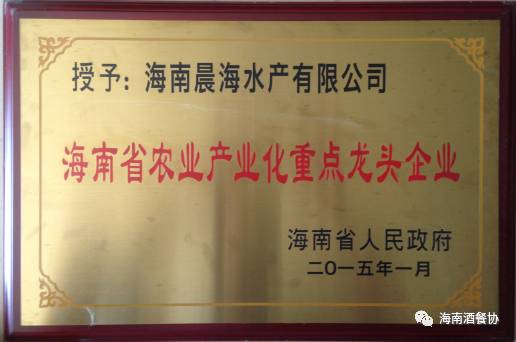 授予：海南晨海水产有限公司
海南省农业产业化重点龙头企业
海南省人民政府
二〇一五年一月
海南酒餐协